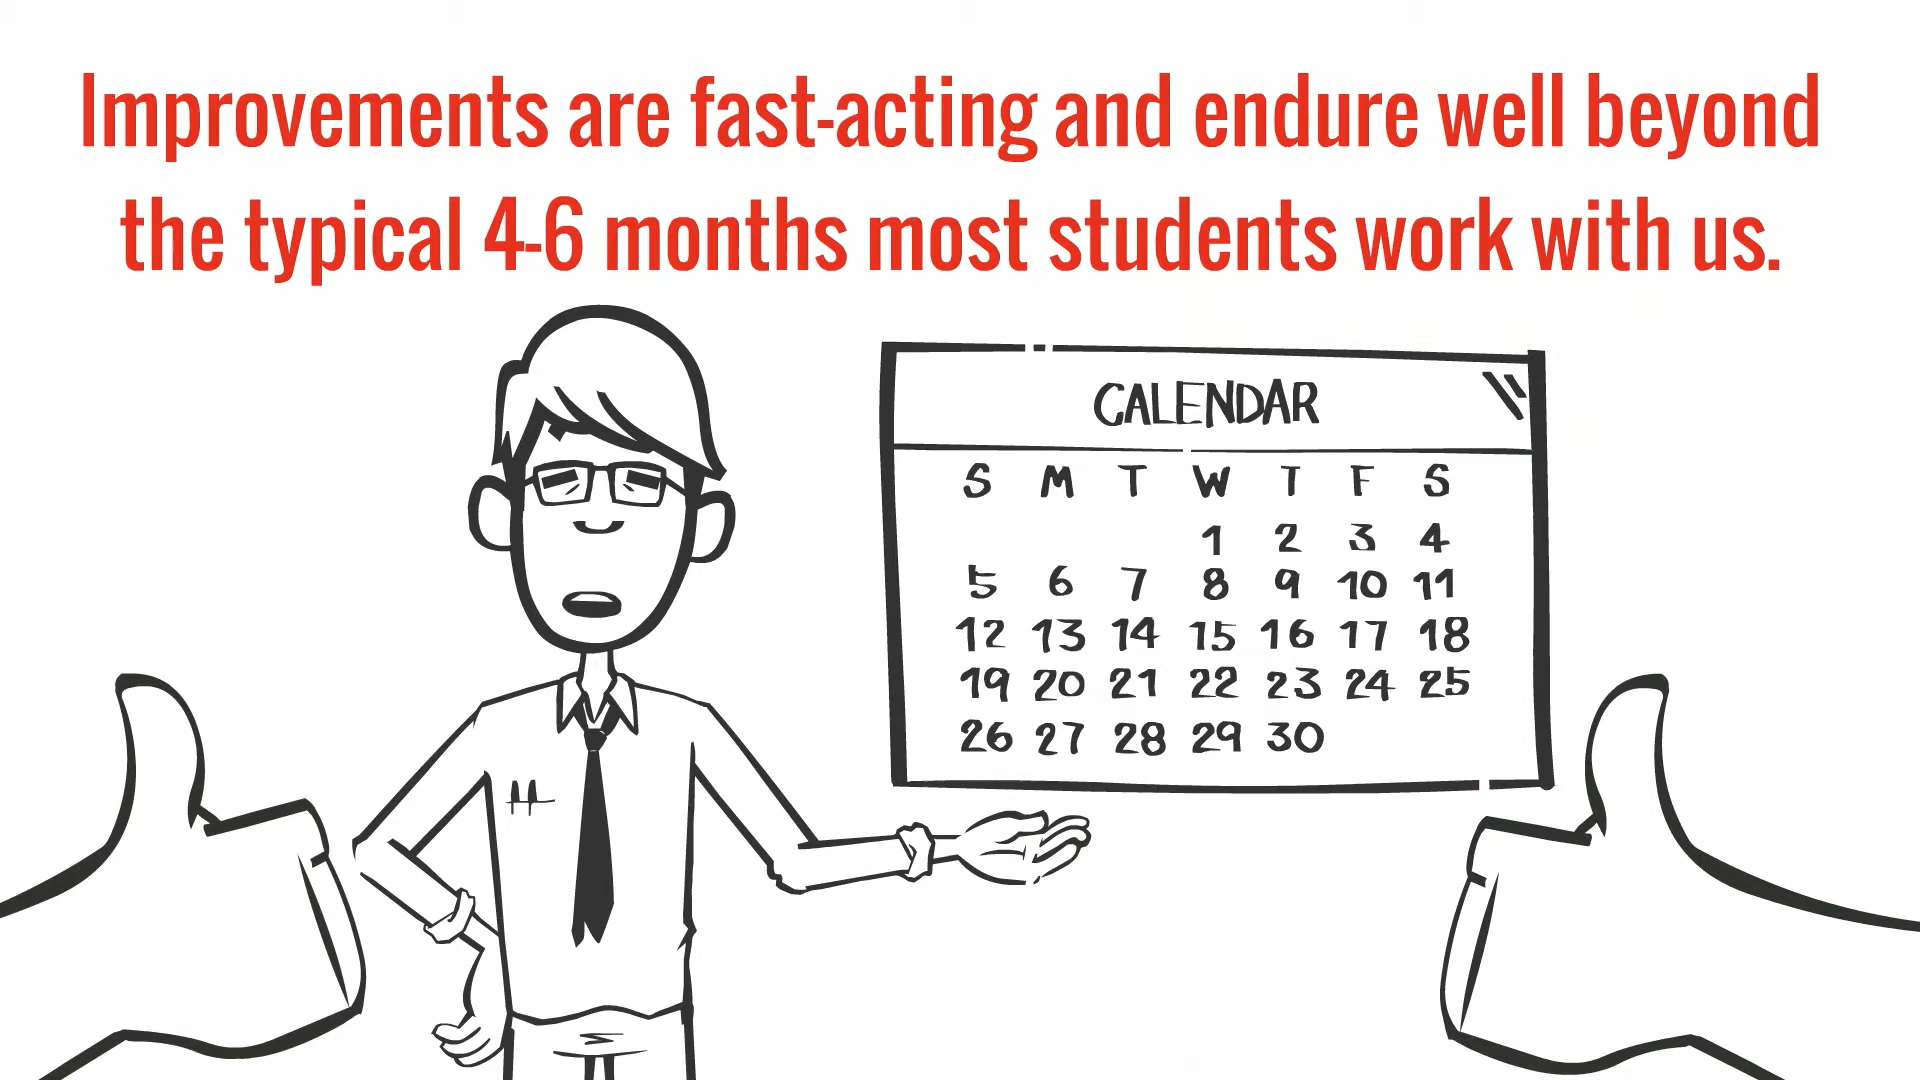 Improvements are fast-acting and endure well beyond
the typical 4-6 months most students work with us.
CALENDAR
S M T W T F S
1 2 3 4
5 6 7 8 9 10 11
12 13 14 15 16 17 18
19 20 21 22 23 24 25
26 27 28 29 30